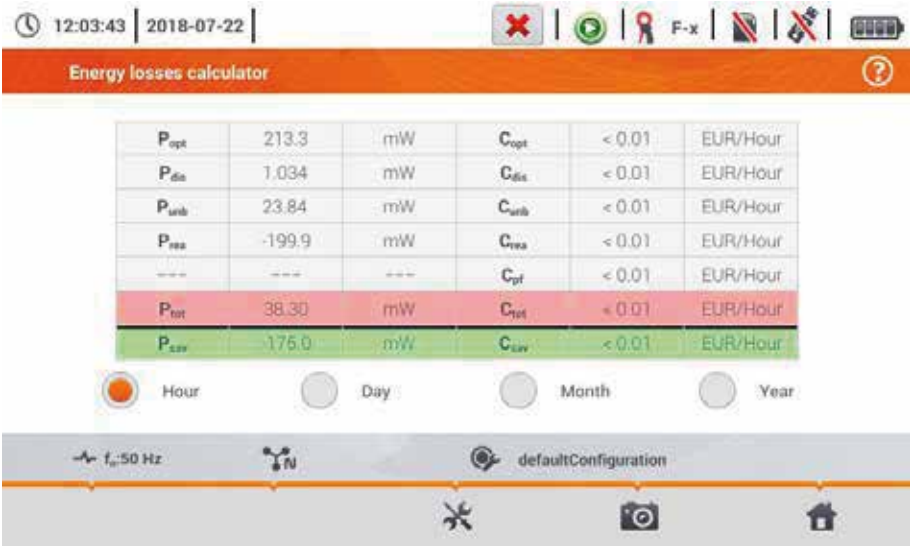 12:03:43 2018-07-22 F-x
Energy losses calculator ?
Popt 213.3 mW Copt < 0.01 EUR/Hour
Pdis 1.034 mW Cdis < 0.01 EUR/Hour
Punb 23.84 mW Cunb < 0.01 EUR/Hour
Prea -199.9 mW Crea < 0.01 EUR/Hour
--- --- --- Cpf < 0.01 EUR/Hour
Ptot 38.30 mW Ctot < 0.01 EUR/Hour
Psav -175.0 mW Csav < 0.01 EUR/Hour
Hour Day Month Year
fn:50 Hz N defaultConfiguration